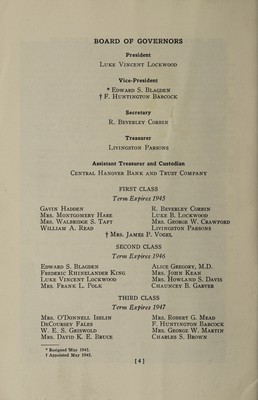 BOARD OF GOVERNORS
President
LUKE VINCENT LOCKWOOD
Vice-President
* EDWARD S. BLAGDEN
† F. HUNTINGTON BABCOCK
Secretary
R. BEVERLEY CORBIN
Treasurer
LIVINGSTON PARSONS
Assistant Treasurer and Custodian
CENTRAL HANOVER BANK AND TRUST COMPANY
FIRST CLASS
Term Expires 1945
GAVIN HADDEN
MRS. MONTGOMERY HARE
MRS. WALBRIDGE S. TAFT
WILLIAM A. READ
R. BEVERLEY CORBIN
LUKE B. LOCKWOOD
MRS. GEORGE W. CRAWFORD
LIVINGSTON PARSONS
† MRS. JAMES P. VOGEL
SECOND CLASS
Term Expires 1946
EDWARD S. BLAGDEN
FREDERIC RHINELANDER KING
LUKE VINCENT LOCKWOOD
MRS. FRANK L. POLK
ALICE GREGORY, M.D.
MRS. JOHN KEAN
MRS. HOWLAND S. DAVIS
CHAUNCEY B. GARVER
THIRD CLASS
Term Expires 1947
MRS. O'DONNELL ISELIN
DECOURSEY FALES
W. E. S. GRISWOLD
MRS. DAVID K. E. BRUCE
MRS. ROBERT G. MEAD
F. HUNTINGTON BABCOCK
MRS. GEORGE W. MARTIN
CHARLES S. BROWN
* Resigned May 1945.
† Appointed May 1945.
[4]